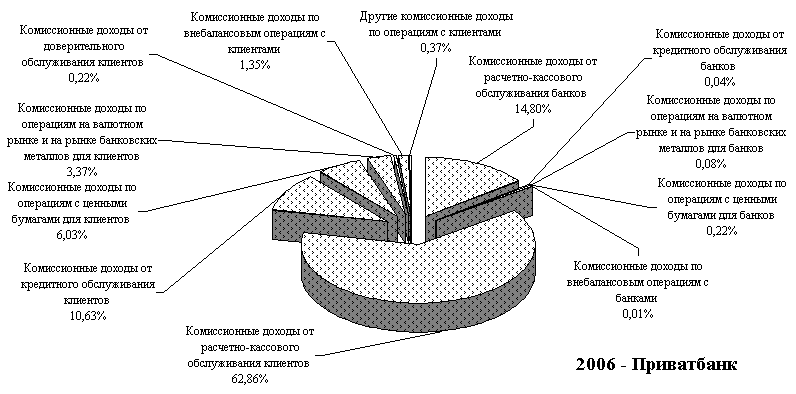 Комиссионные доходы от
доверительного
обслуживания клиентов
0,22%
Комиссионные доходы по
внебалансовым операциям с
клиентами
1,35%
Другие комиссионные доходы
по операциям с клиентами
0,37%
Комиссионные доходы от
расчетно-кассового
обслуживания банков
14,80%
Комиссионные доходы от
кредитного обслуживания
банков
0,04%
Комиссионные доходы по
операциям на валютном
рынке и на рынке банковских
металлов для клиентов
3,37%
Комиссионные доходы по
операциям на валютном
рынке и на рынке банковских
металлов для банков
0,08%
Комиссионные доходы по
операциям с ценными
бумагами для клиентов
6,03%
Комиссионные доходы по
операциям с ценными
бумагами для банков
0,22%
Комиссионные доходы от
кредитного обслуживания
клиентов
10,63%
Комиссионные доходы по
внебалансовым операциям с
банками
0,01%
Комиссионные доходы от
расчетно-кассового
обслуживания клиентов
62,86%
2006 - Приватбанк